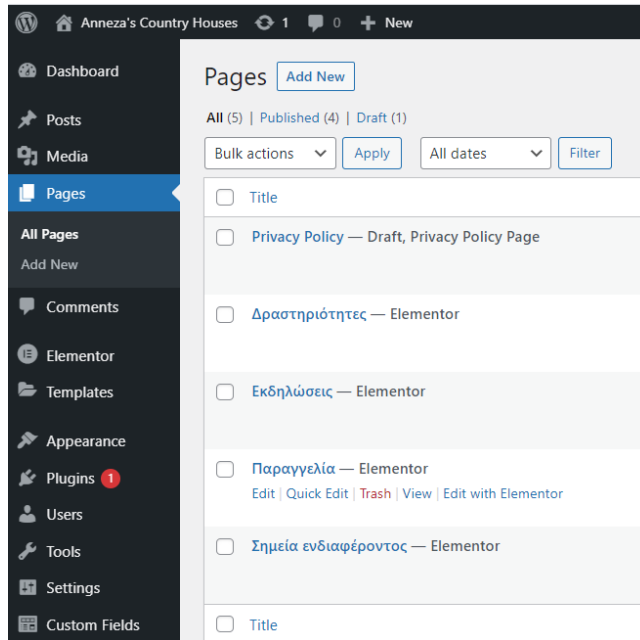 Anneza's Country Houses 1 0 New
Dashboard
Posts
Media
Pages
All Pages
Add New
Comments
Elementor
Templates
Appearance
Plugins 1
Users
Tools
Settings
Custom Fields
Pages Add New
All (5) | Published (4) | Draft (1)
Bulk actions Apply All dates Filter
Title
Privacy Policy — Draft, Privacy Policy Page
Δραστηριότητες — Elementor
Εκδηλώσεις — Elementor
Παραγγελία — Elementor
Edit | Quick Edit | Trash | View | Edit with Elementor
Σημεία ενδιαφέροντος — Elementor
Title